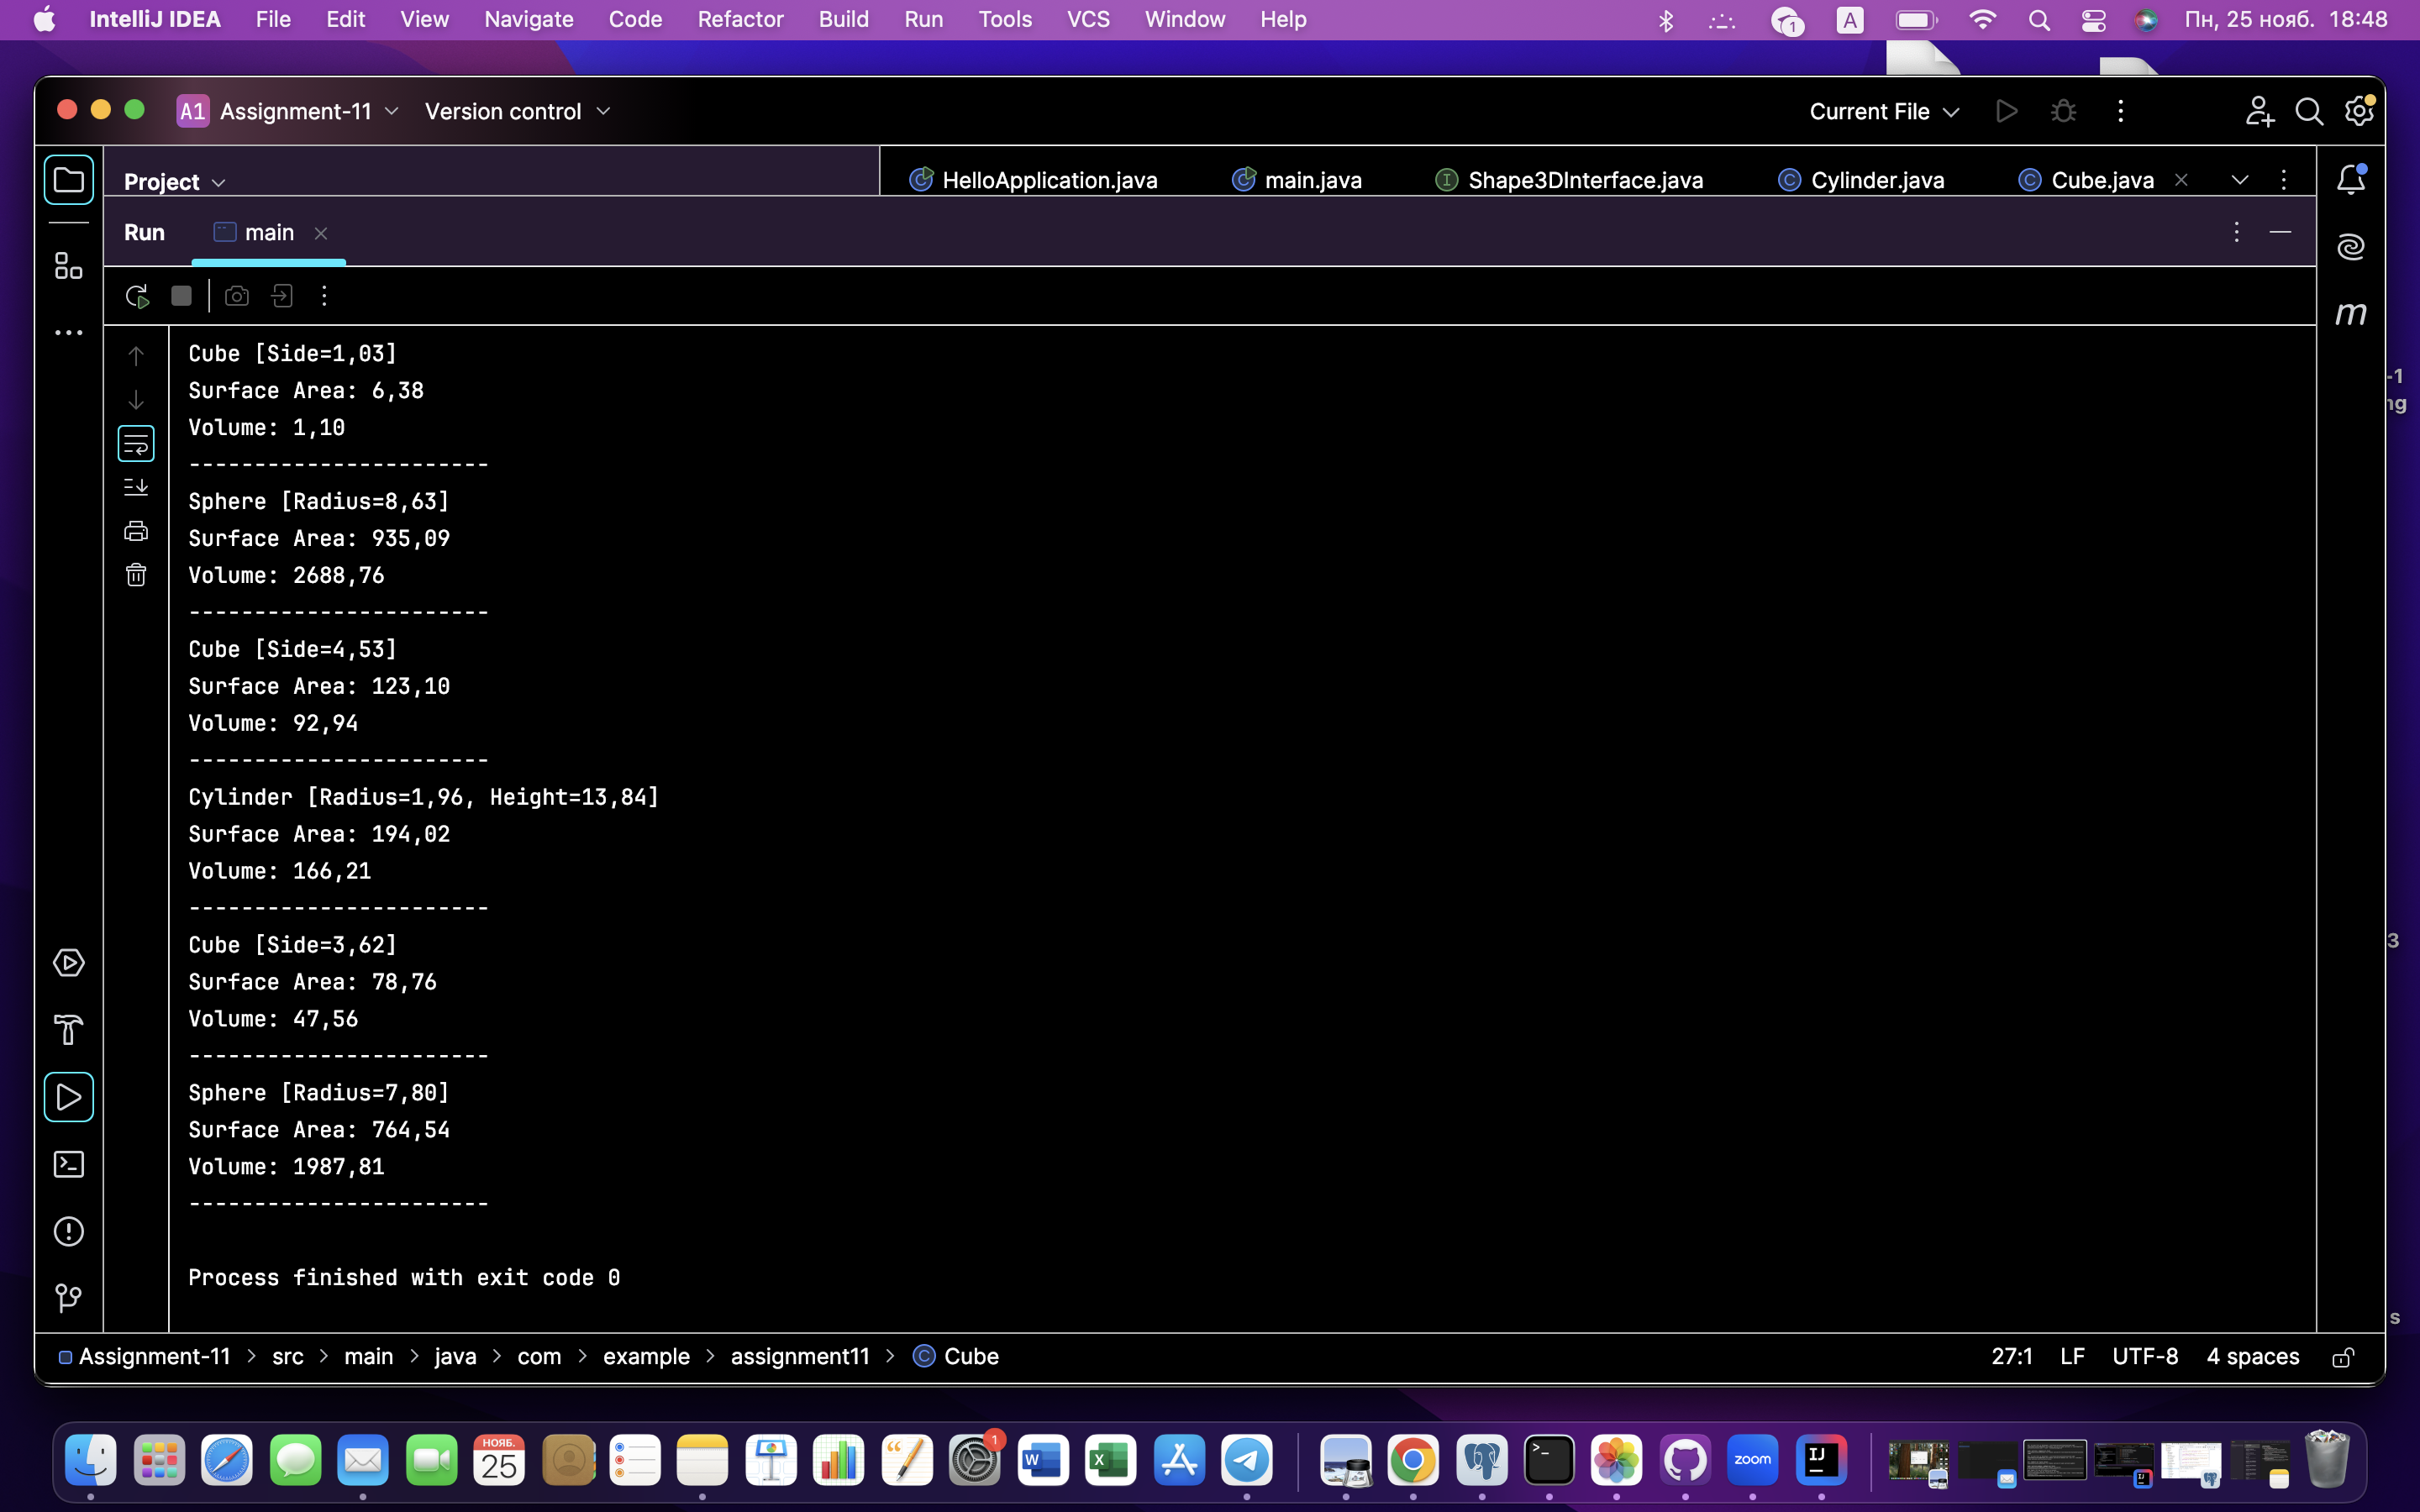 IntelliJ IDEA File Edit View Navigate Code Refactor Build Run Tools VCS Window Help 1 A Пн, 25 нояб. 18:48
A1 Assignment-11 Version control Current File
Project HelloApplication.java main.java Shape3DInterface.java Cylinder.java Cube.java
Run main
m
Cube [Side=1,03]
Surface Area: 6,38
Volume: 1,10
-----------------------
Sphere [Radius=8,63]
Surface Area: 935,09
Volume: 2688,76
-----------------------
Cube [Side=4,53]
Surface Area: 123,10
Volume: 92,94
-----------------------
Cylinder [Radius=1,96, Height=13,84]
Surface Area: 194,02
Volume: 166,21
-----------------------
Cube [Side=3,62]
Surface Area: 78,76
Volume: 47,56
-----------------------
Sphere [Radius=7,80]
Surface Area: 764,54
Volume: 1987,81
-----------------------
Process finished with exit code 0
-1
ng
3
s
Assignment-11 > src > main > java > com > example > assignment11 > Cube 27:1 LF UTF-8 4 spaces
НОЯБ.
25
1
W
X
>_
zoom
IJ